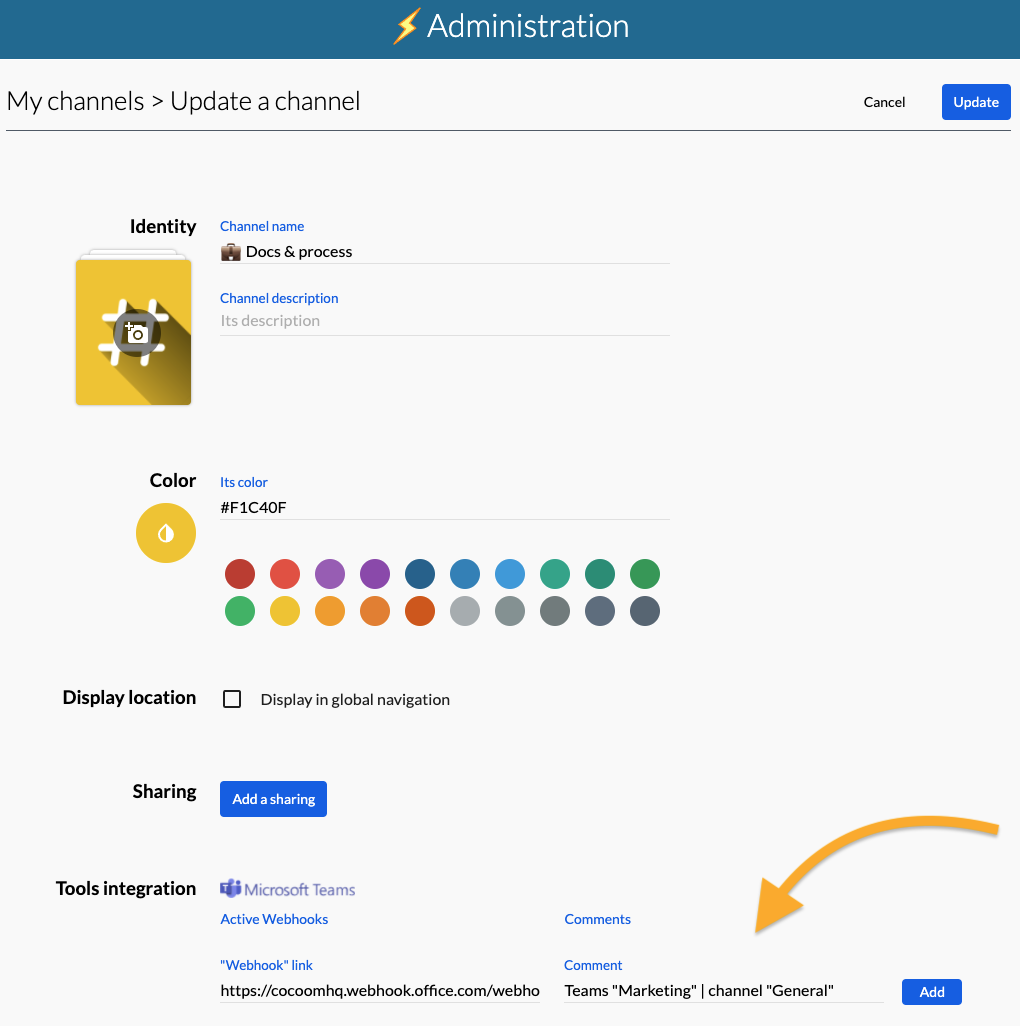 ⚡ Administration
My channels > Update a channel
Cancel
Update
Identity
Channel name
💼 Docs & process
Channel description
Its description
Color
Its color
#F1C40F
Display location
Display in global navigation
Sharing
Add a sharing
Tools integration
Microsoft Teams
Active Webhooks
Comments
"Webhook" link
Comment
https://cocoomhq.webhook.office.com/webho
Teams "Marketing" | channel "General"
Add